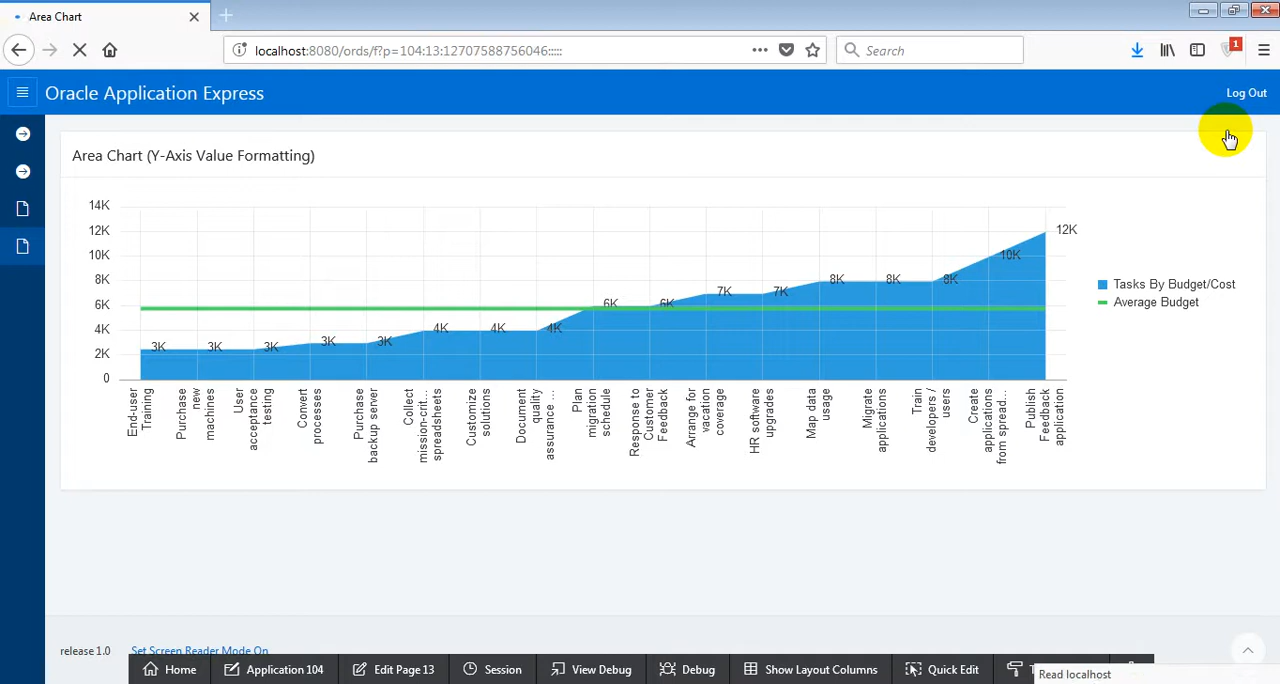 Area Chart
localhost:8080/ords/f?p=104:13:12707588756046:::::
Search
1
Oracle Application Express
Log Out
Area Chart (Y-Axis Value Formatting)
14K
12K
10K
8K
6K
4K
2K
0
3K
3K
3K
3K
3K
4K
4K
4K
6K
6K
7K
7K
8K
8K
8K
10K
12K
Tasks By Budget/Cost
Average Budget
End-user
Training
Purchase
new
machines
User
acceptance
testing
Convert
processes
Purchase
backup server
Collect
mission-crit...
spreadsheets
Customize
solutions
Document
quality
assurance ...
Plan
migration
schedule
Response to
Customer
Feedback
Arrange for
vacation
coverage
HR software
upgrades
Map data
usage
Migrate
applications
Train
developers /
users
Create
applications
from spread...
Publish
Feedback
application
release 1.0
Set Screen Reader Mode On
Home
Application 104
Edit Page 13
Session
View Debug
Debug
Show Layout Columns
Quick Edit
Read localhost